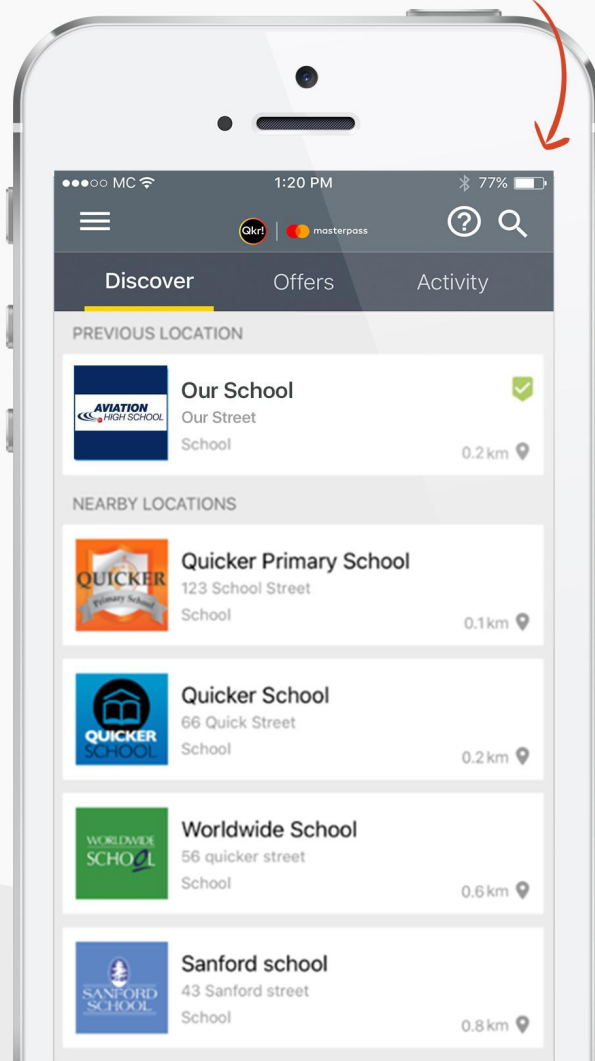 MC
1:20 PM
77%
Qkr! masterpass
Discover
Offers
Activity
PREVIOUS LOCATION
AVIATION
HIGH SCHOOL
Our School
Our Street
School
0.2 km
NEARBY LOCATIONS
QUICKER
Primary School
Quicker Primary School
123 School Street
School
0.1 km
QUICKER
SCHOOL
Quicker School
66 Quick Street
School
0.2 km
WORLDWIDE
SCHOOL
Worldwide School
56 quicker street
School
0.6 km
SANFORD
SCHOOL
Sanford school
43 Sanford street
School
0.8 km